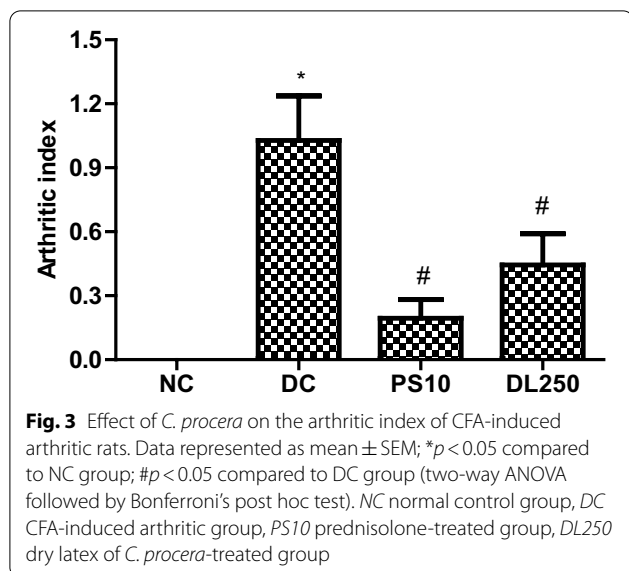 1.5
1.2
0.9
0.6
0.3
0.0
Arthritic index
*
#
#
NC DC PS10 DL250
Fig. 3 Effect of C. procera on the arthritic index of CFA-induced
arthritic rats. Data represented as mean ± SEM; *p < 0.05 compared
to NC group; #p < 0.05 compared to DC group (two-way ANOVA
followed by Bonferroni’s post hoc test). NC normal control group, DC
CFA-induced arthritic group, PS10 prednisolone-treated group, DL250
dry latex of C. procera-treated group